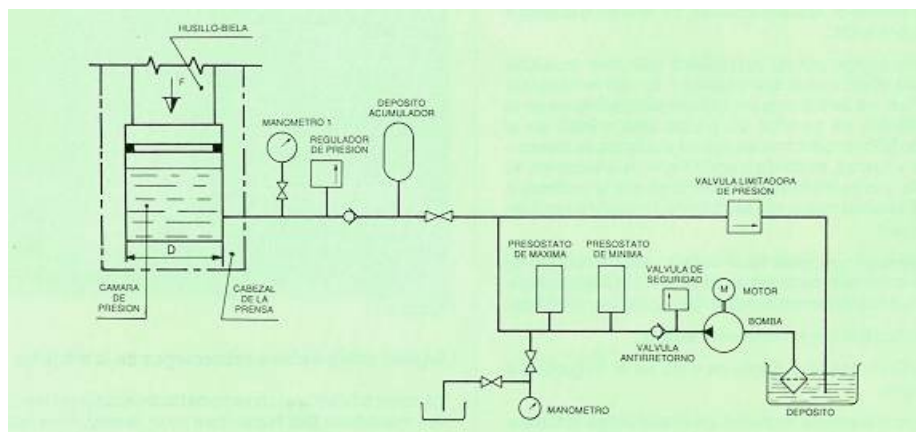 HUSILLO-BIELA
F
DEPOSITO
ACUMULADOR
MANOMETRO 1
REGULADOR
DE PRESION
VALVULA LIMITADORA
DE PRESION
D
PRESOSTATO
DE MAXIMA
PRESOSTATO
DE MINIMA
VALVULA DE
SEGURIDAD
M
MOTOR
CAMARA
DE
PRESION
CABEZAL
DE LA
PRENSA
BOMBA
VALVULA
ANTIRRETORNO
MANOMETRO
DEPOSITO